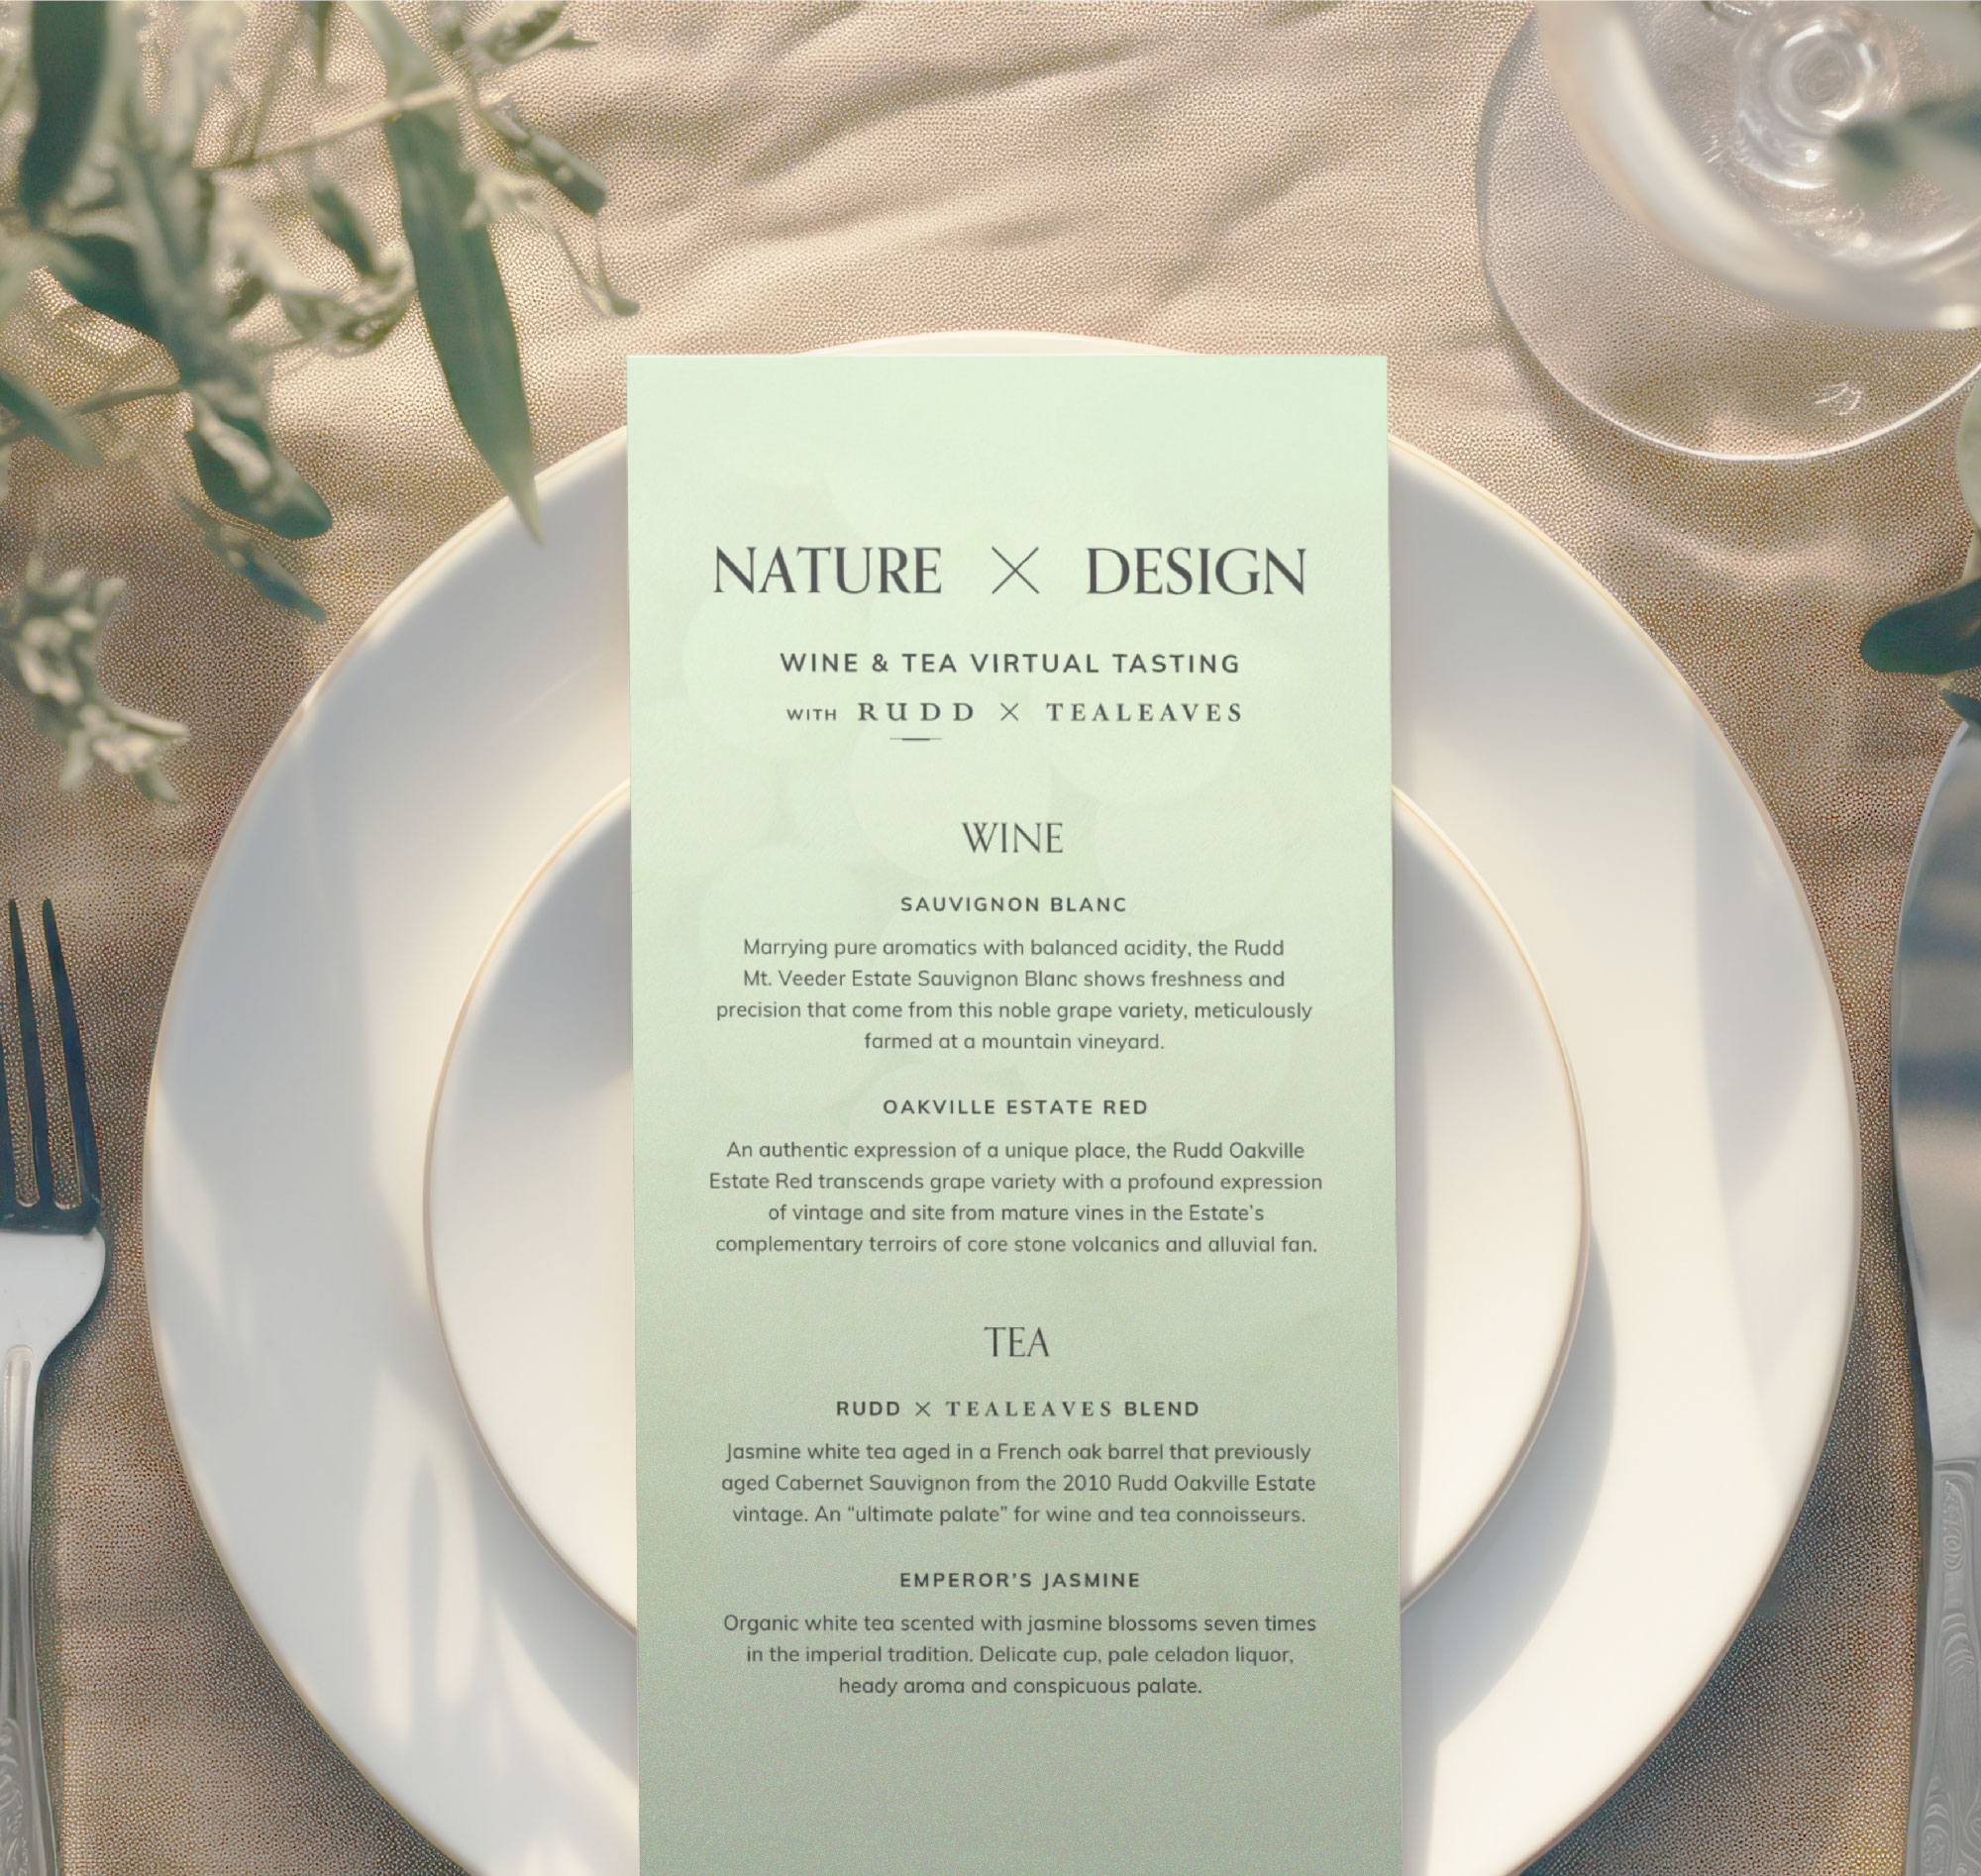 NATURE × DESIGN
WINE & TEA VIRTUAL TASTING
WITH RUDD × TEALEAVES
WINE
SAUVIGNON BLANC
Marrying pure aromatics with balanced acidity, the Rudd
Mt. Veeder Estate Sauvignon Blanc shows freshness and
precision that come from this noble grape variety, meticulously
farmed at a mountain vineyard.
OAKVILLE ESTATE RED
An authentic expression of a unique place, the Rudd Oakville
Estate Red transcends grape variety with a profound expression
of vintage and site from mature vines in the Estate’s
complementary terroirs of core stone volcanics and alluvial fan.
TEA
RUDD × TEALEAVES BLEND
Jasmine white tea aged in a French oak barrel that previously
aged Cabernet Sauvignon from the 2010 Rudd Oakville Estate
vintage. An “ultimate palate” for wine and tea connoisseurs.
EMPEROR’S JASMINE
Organic white tea scented with jasmine blossoms seven times
in the imperial tradition. Delicate cup, pale celadon liquor,
heady aroma and conspicuous palate.